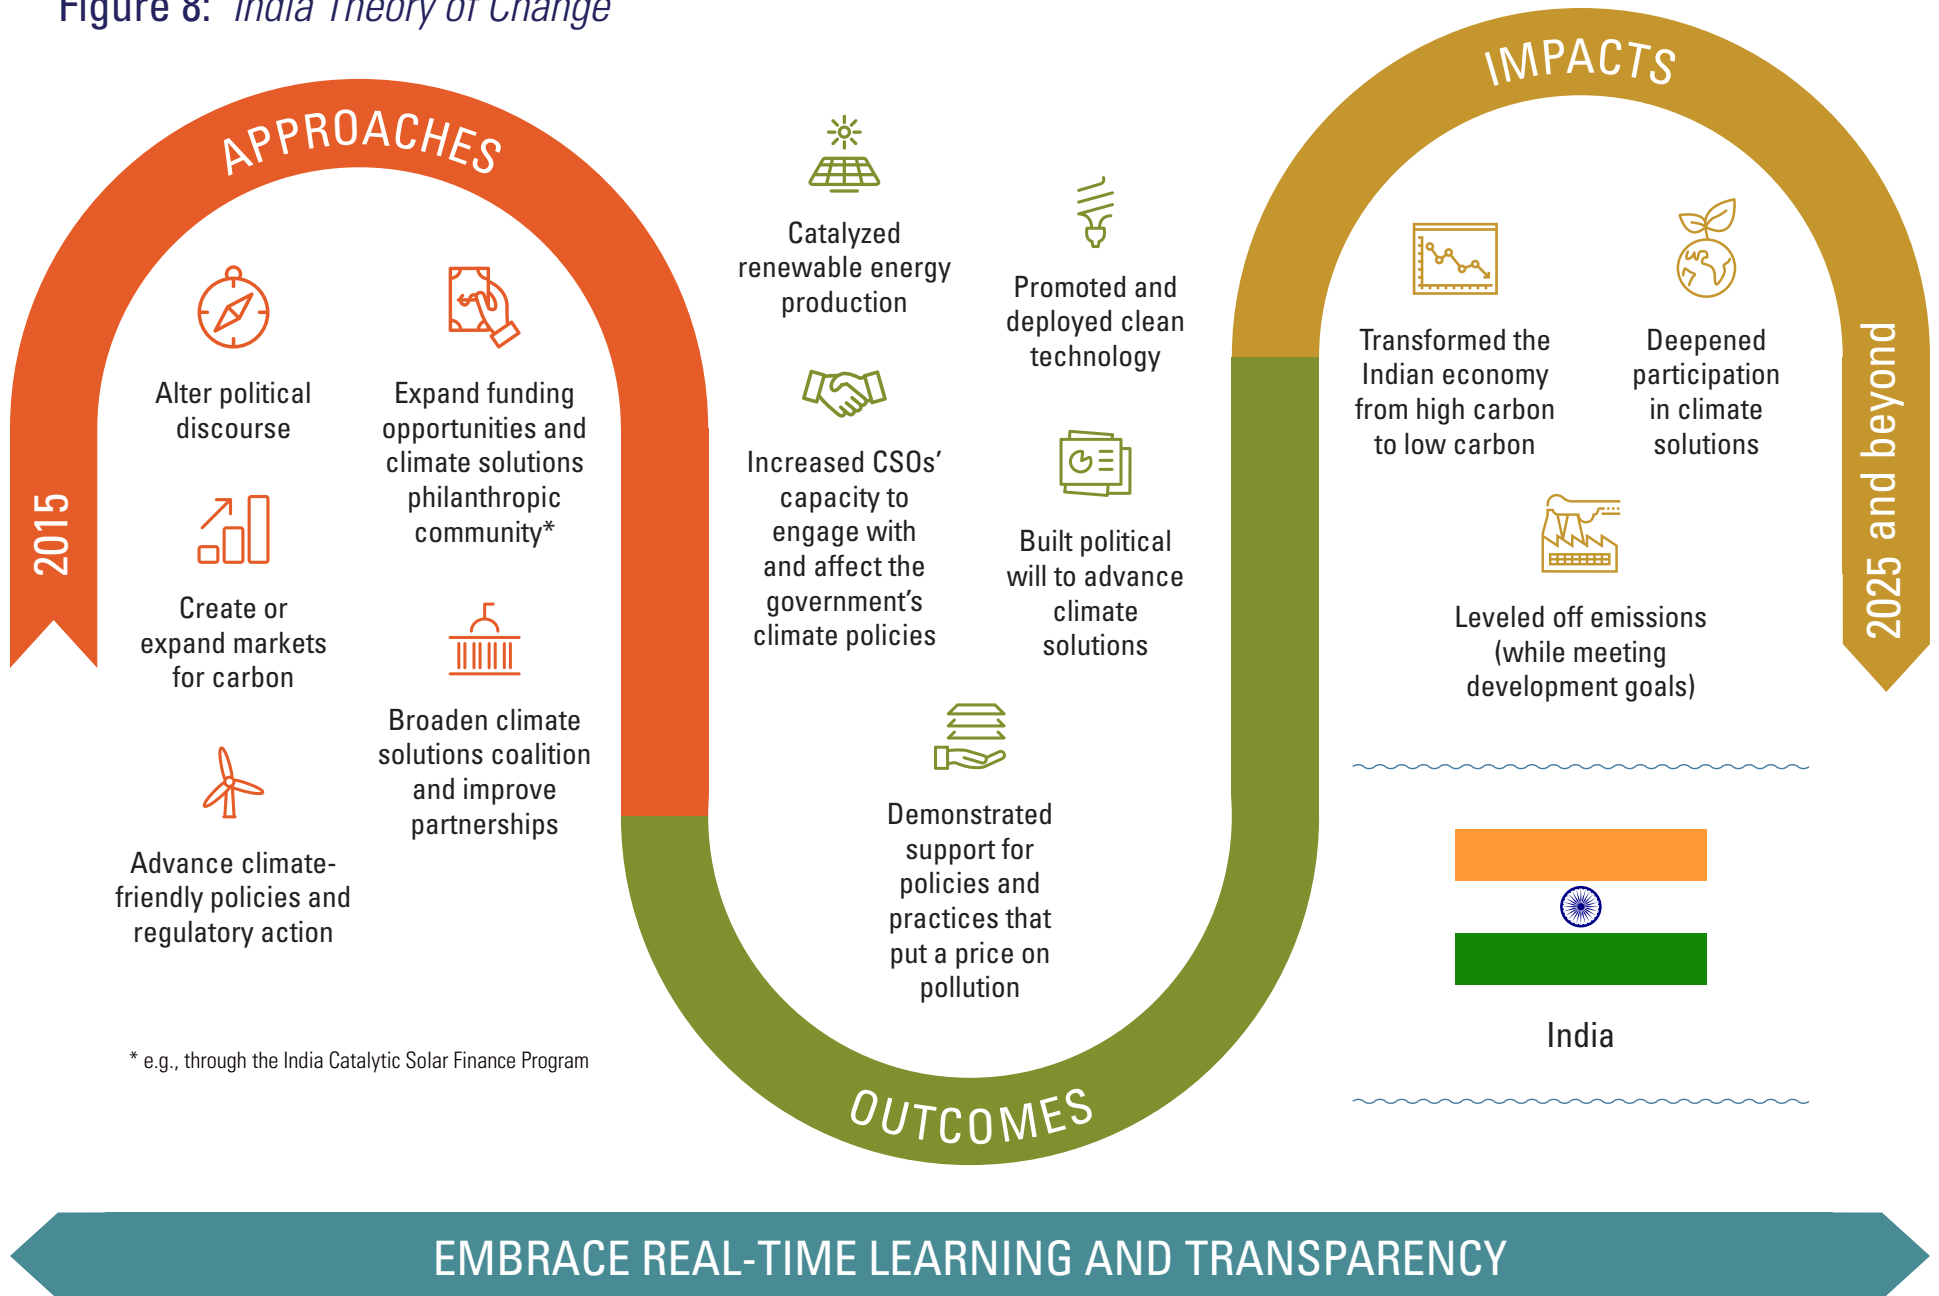 Figure 8: India Theory of Change
APPROACHES
2015
Alter political
discourse
Expand funding
opportunities and
climate solutions
philanthropic
community*
Create or
expand markets
for carbon
Broaden climate
solutions coalition
and improve
partnerships
Advance climate-
friendly policies and
regulatory action
* e.g., through the India Catalytic Solar Finance Program
OUTCOMES
Catalyzed
renewable energy
production
Promoted and
deployed clean
technology
Increased CSOs’
capacity to
engage with
and affect the
government’s
climate policies
Built political
will to advance
climate
solutions
Demonstrated
support for
policies and
practices that
put a price on
pollution
IMPACTS
Transformed the
Indian economy
from high carbon
to low carbon
Deepened
participation
in climate
solutions
Leveled off emissions
(while meeting
development goals)
2025 and beyond
India
EMBRACE REAL-TIME LEARNING AND TRANSPARENCY